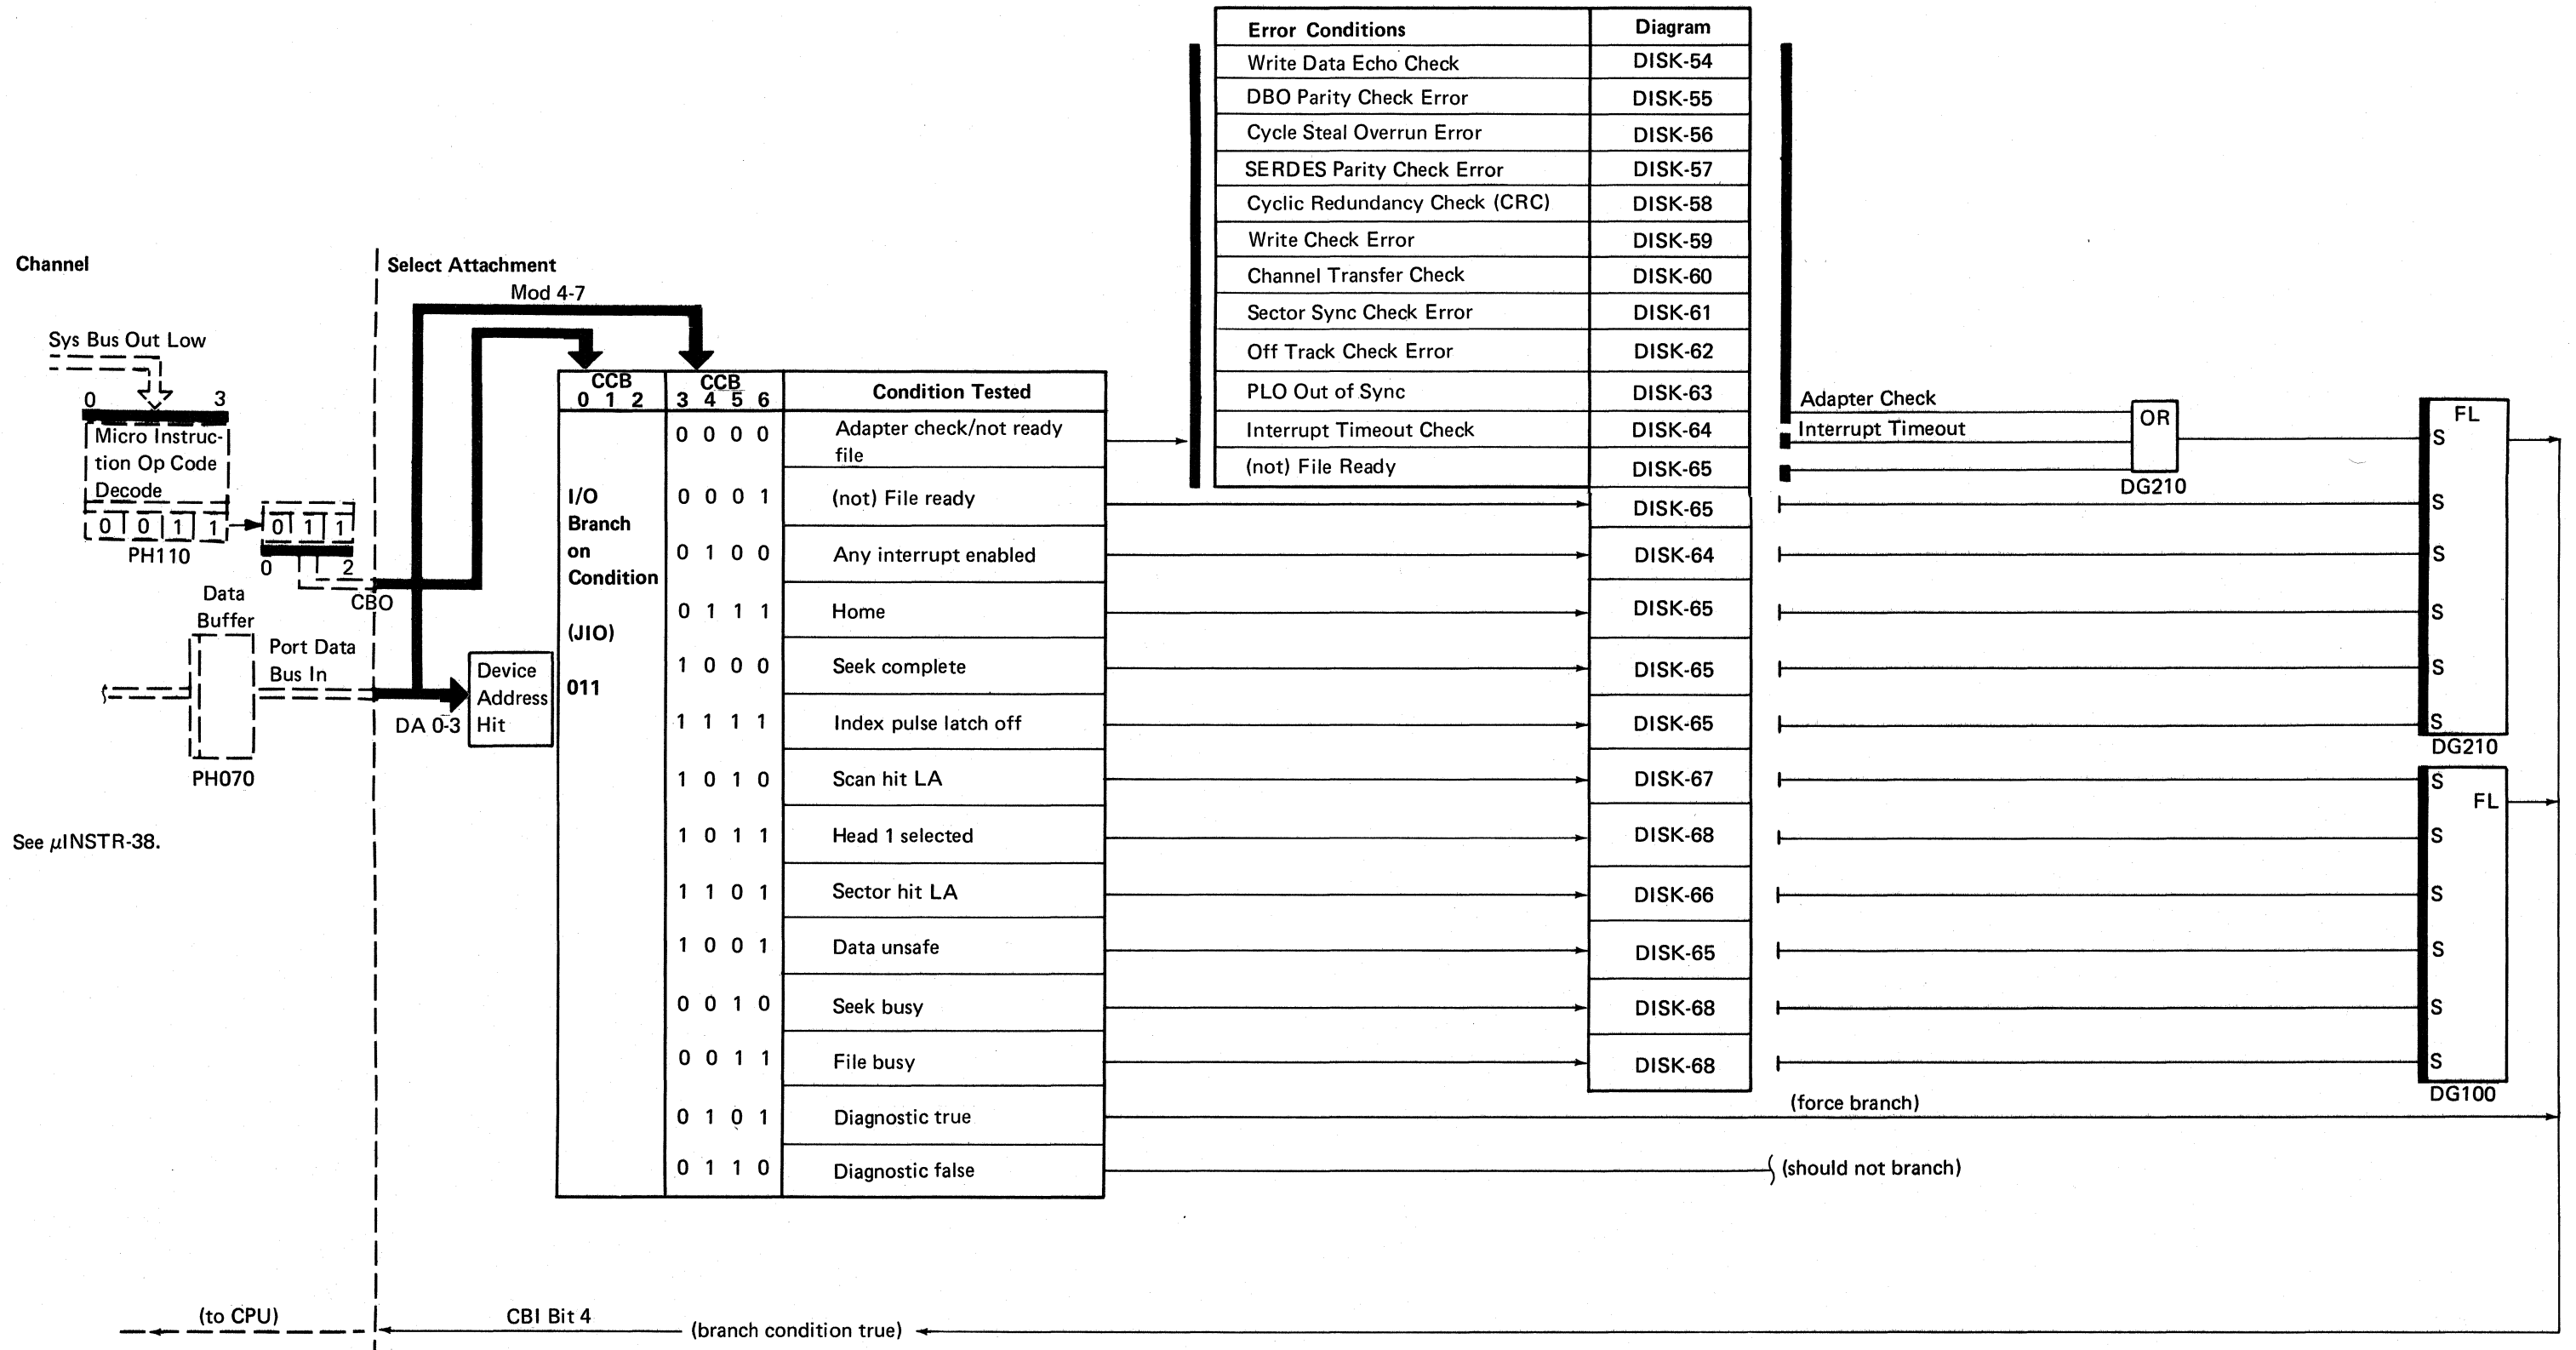 Error Conditions Diagram
Write Data Echo Check DISK-54
DBO Parity Check Error DISK-55
Cycle Steal Overrun Error DISK-56
SERDES Parity Check Error DISK-57
Cyclic Redundancy Check (CRC) DISK-58
Write Check Error DISK-59
Channel Transfer Check DISK-60
Sector Sync Check Error DISK-61
Off Track Check Error DISK-62
PLO Out of Sync DISK-63
Interrupt Timeout Check DISK-64
(not) File Ready DISK-65
Channel
Select Attachment
Mod 4-7
Sys Bus Out Low
0 3
Micro Instruc-
tion Op Code
Decode
0 0 1 1
PH110
0 1 1
0 2
CBO
Data
Buffer
Port Data
Bus In
PH070
DA 0-3
Device
Address
Hit
See μINSTR-38.
CCB
0 1 2
CCB
3 4 5 6
Condition Tested
I/O
Branch
on
Condition
(JIO)
011
0 0 0 0 Adapter check/not ready
file
0 0 0 1 (not) File ready DISK-65
0 1 0 0 Any interrupt enabled DISK-64
0 1 1 1 Home DISK-65
1 0 0 0 Seek complete DISK-65
1 1 1 1 Index pulse latch off DISK-65
1 0 1 0 Scan hit LA DISK-67
1 0 1 1 Head 1 selected DISK-68
1 1 0 1 Sector hit LA DISK-66
1 0 0 1 Data unsafe DISK-65
0 0 1 0 Seek busy DISK-68
0 0 1 1 File busy DISK-68
0 1 0 1 Diagnostic true
0 1 1 0 Diagnostic false
Adapter Check
Interrupt Timeout
OR
DG210
FL
S
S
S
S
S
S
DG210
S
FL
S
S
S
S
S
DG100
(force branch)
(should not branch)
(to CPU)
CBI Bit 4
(branch condition true)